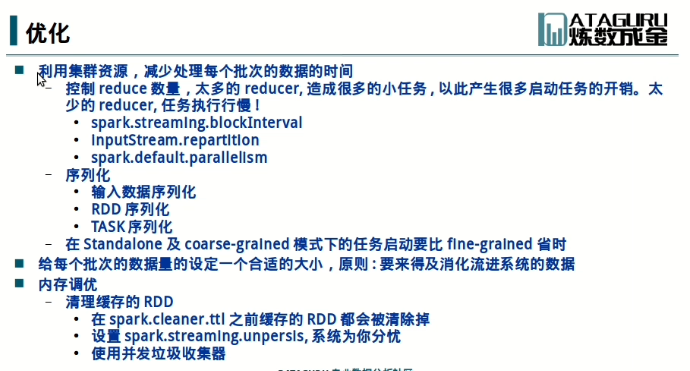 优化
ATAGURU
炼数成金
利用集群资源，减少处理每个批次的数据的时间
控制 reduce 数量，太多的 reducer, 造成很多的小任务，以此产生很多启动任务的开销。太
少的 reducer, 任务执行行慢！
spark.streaming.blockInterval
inputStream.repartition
spark.default.parallelism
序列化
输入数据序列化
RDD 序列化
TASK 序列化
在 Standalone 及 coarse-grained 模式下的任务启动要比 fine-grained 省时
给每个批次的数据量的设定一个合适的大小，原则：要来得及消化流进系统的数据
内存调优
清理缓存的 RDD
在 spark.cleaner.ttl 之前缓存的 RDD 都会被清除掉
设置 spark.streaming.unpersis, 系统为你分忧
使用并发垃圾收集器